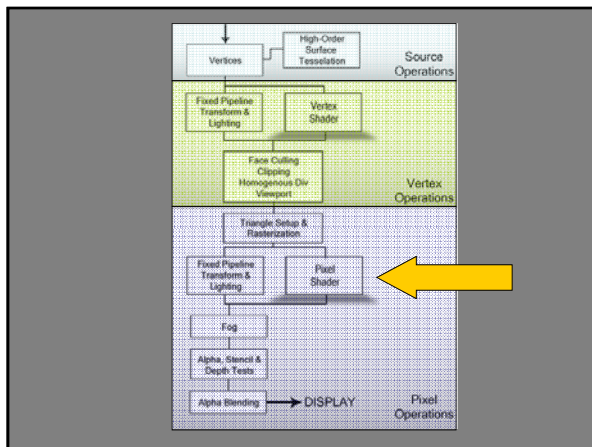 High-Order
Surface
Tesselation
Vertices
Source
Operations
Fixed Pipeline
Transform &
Lighting
Vertex
Shader
Face Culling
Clipping
Homogenous Div
Viewport
Vertex
Operations
Triangle Setup &
Rasterization
Fixed Pipeline
Transform &
Lighting
Pixel
Shader
Fog
Alpha, Stencil &
Depth Tests
Alpha Blending
DISPLAY
Pixel
Operations